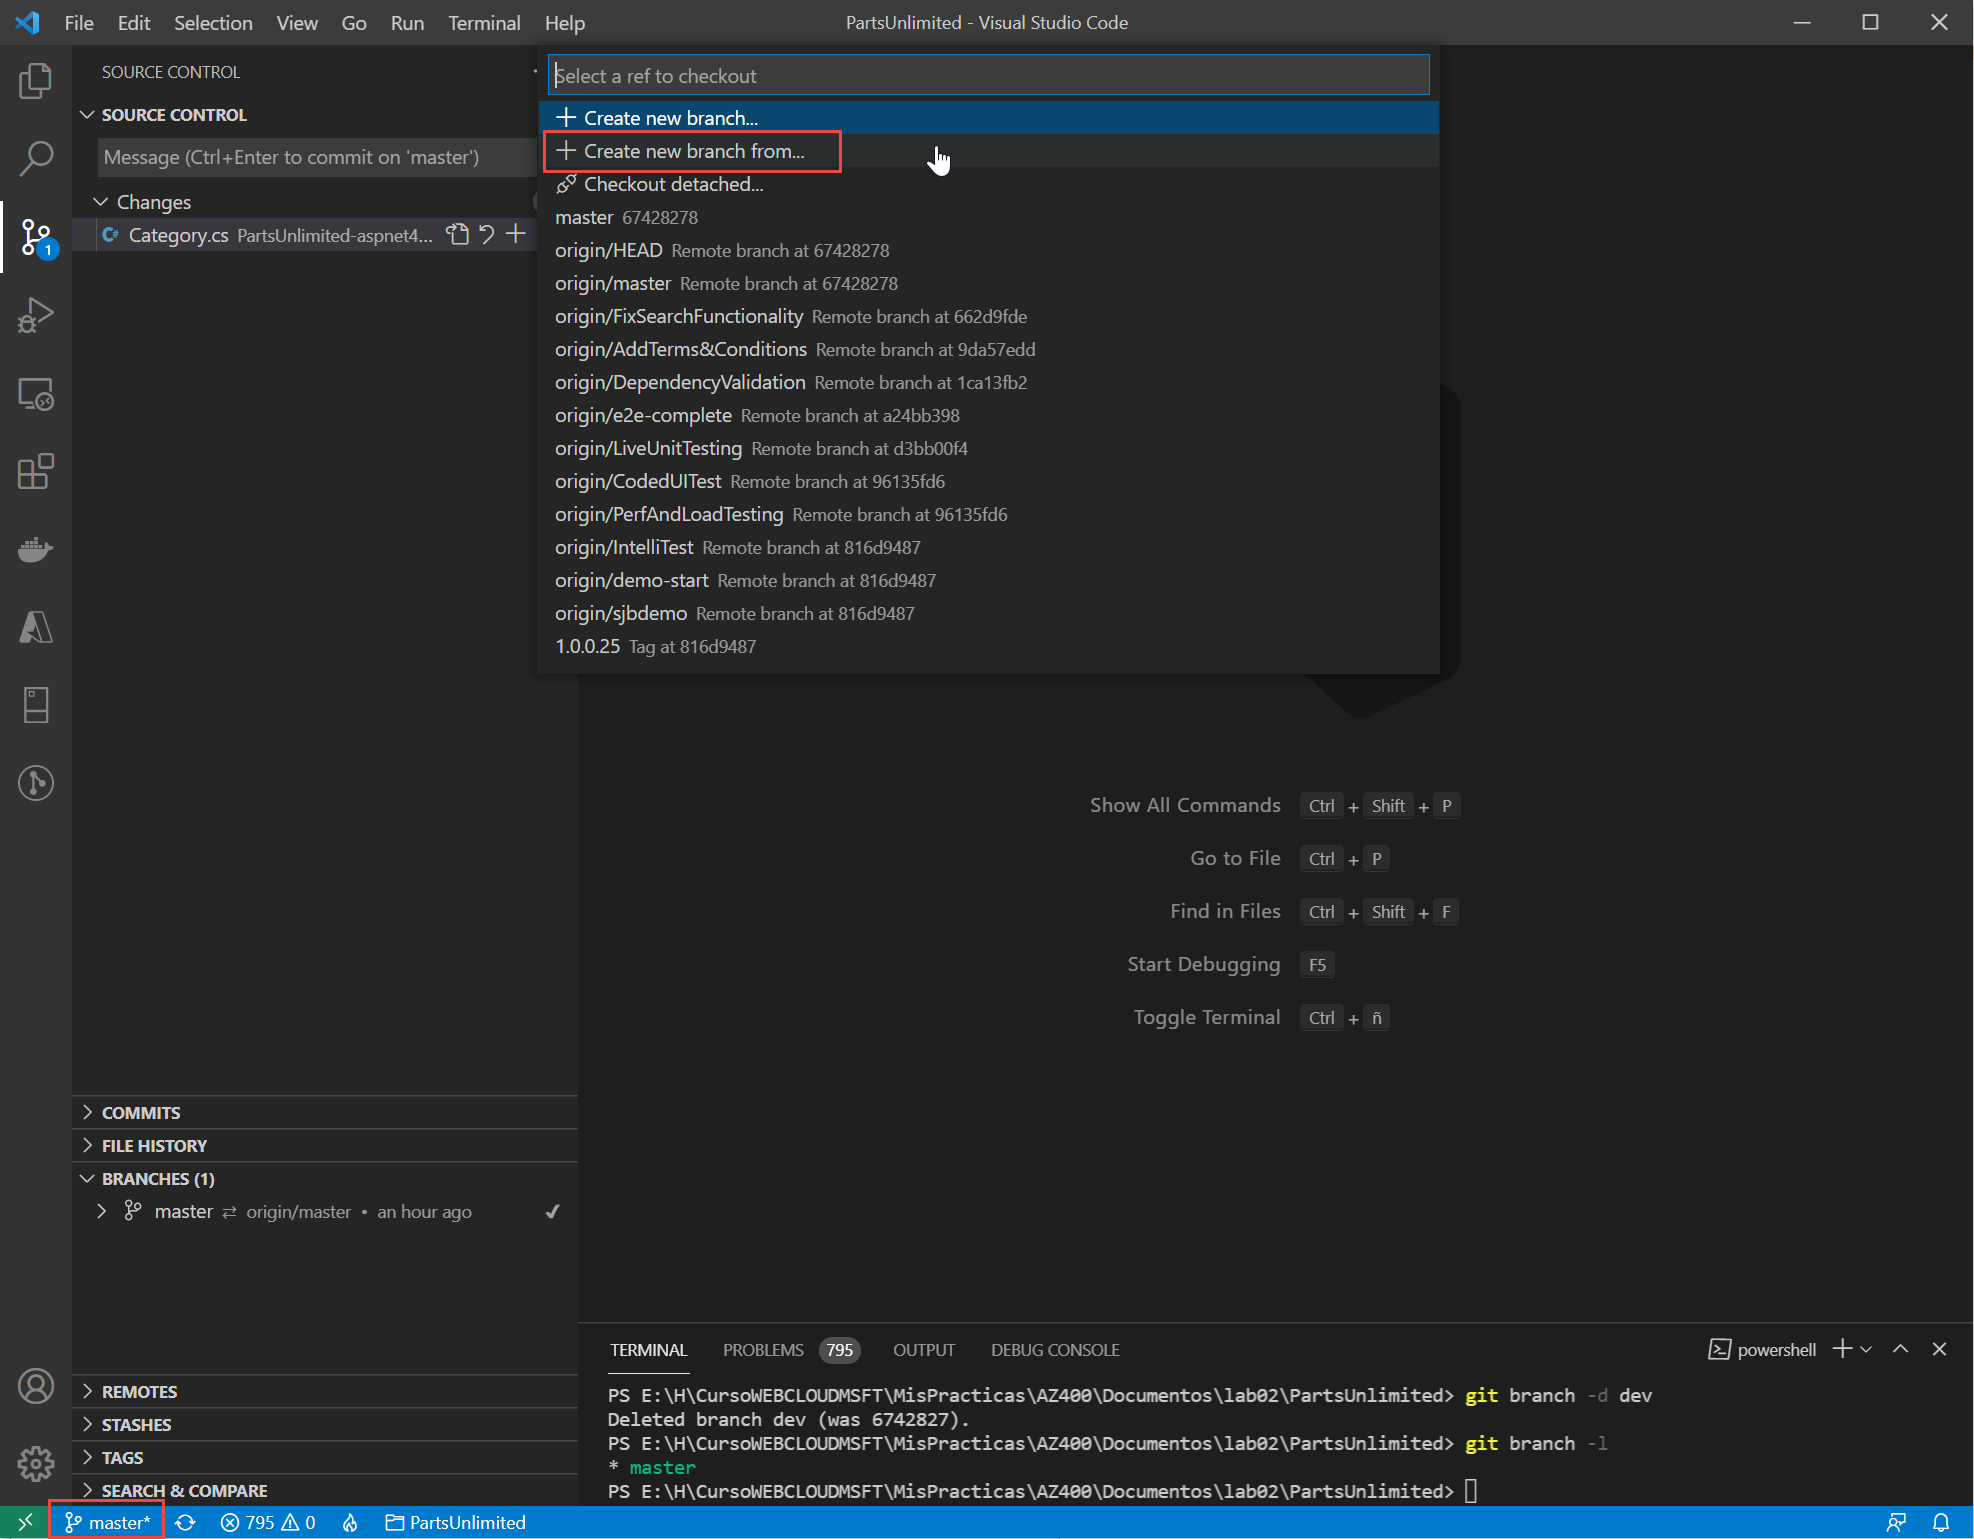 File Edit Selection View Go Run Terminal Help PartsUnlimited - Visual Studio Code
SOURCE CONTROL
SOURCE CONTROL
Message (Ctrl+Enter to commit on 'master')
Changes
Category.cs PartsUnlimited-aspnet4...
1
Select a ref to checkout
Create new branch...
Create new branch from...
Checkout detached...
master 67428278
origin/HEAD Remote branch at 67428278
origin/master Remote branch at 67428278
origin/FixSearchFunctionality Remote branch at 662d9fde
origin/AddTerms&Conditions Remote branch at 9da57edd
origin/DependencyValidation Remote branch at 1ca13fb2
origin/e2e-complete Remote branch at a24bb398
origin/LiveUnitTesting Remote branch at d3bb00f4
origin/CodedUITest Remote branch at 96135fd6
origin/PerfAndLoadTesting Remote branch at 96135fd6
origin/IntelliTest Remote branch at 816d9487
origin/demo-start Remote branch at 816d9487
origin/sjbdemo Remote branch at 816d9487
1.0.0.25 Tag at 816d9487
Show All Commands Ctrl + Shift + P
Go to File Ctrl + P
Find in Files Ctrl + Shift + F
Start Debugging F5
Toggle Terminal Ctrl + ñ
COMMITS
FILE HISTORY
BRANCHES (1)
master ⇄ origin/master • an hour ago
REMOTES
STASHES
TAGS
SEARCH & COMPARE
TERMINAL PROBLEMS 795 OUTPUT DEBUG CONSOLE powershell
PS E:\H\CursoWEBCLOUDMSFT\MisPracticas\AZ400\Documentos\lab02\PartsUnlimited> git branch -d dev
Deleted branch dev (was 6742827).
PS E:\H\CursoWEBCLOUDMSFT\MisPracticas\AZ400\Documentos\lab02\PartsUnlimited> git branch -l
* master
PS E:\H\CursoWEBCLOUDMSFT\MisPracticas\AZ400\Documentos\lab02\PartsUnlimited>
master* 795 0 PartsUnlimited